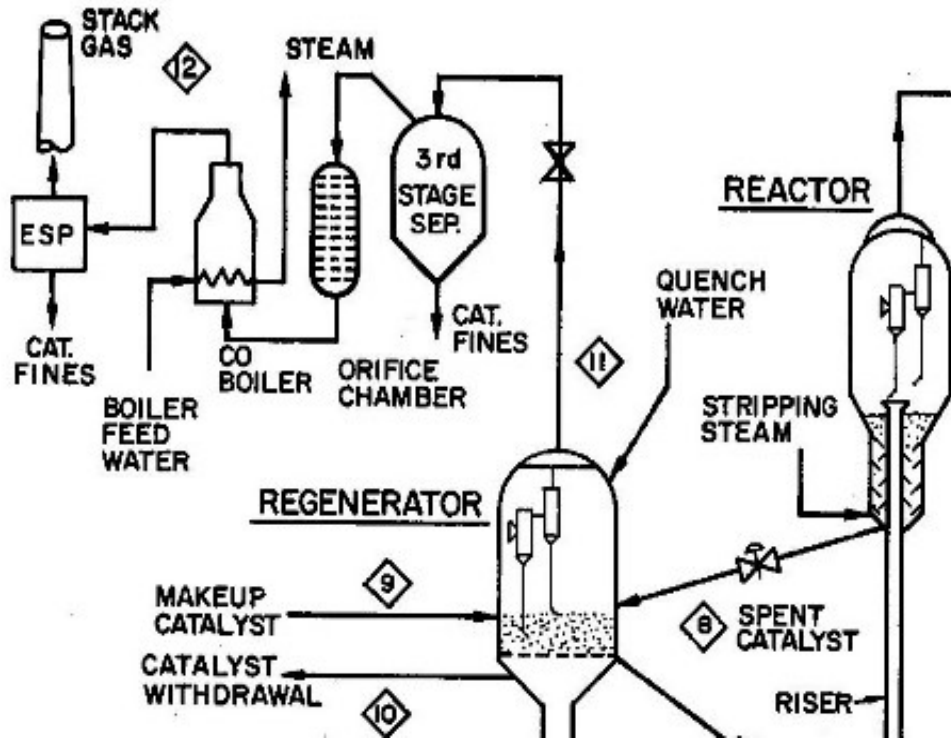 STACK
GAS
12
STEAM
3rd
STAGE
SEP.
REACTOR
ESP
QUENCH
WATER
CAT.
FINES
CAT.
FINES
CO
BOILER
ORIFICE
CHAMBER
11
BOILER
FEED
WATER
STRIPPING
STEAM
REGENERATOR
9
MAKEUP
CATALYST
8
SPENT
CATALYST
CATALYST
WITHDRAWAL
10
RISER